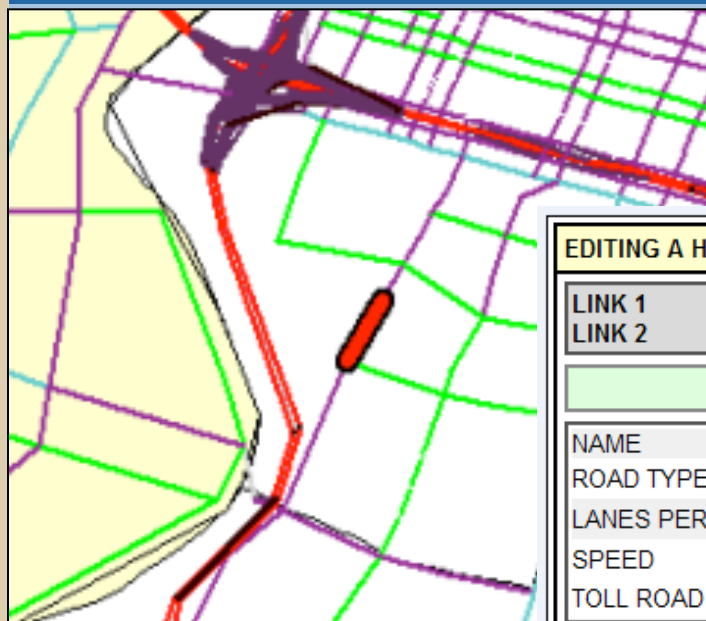 EDITING A H
LINK 1
LINK 2
NAME
ROAD TYPE
LANES PER
SPEED
TOLL ROAD